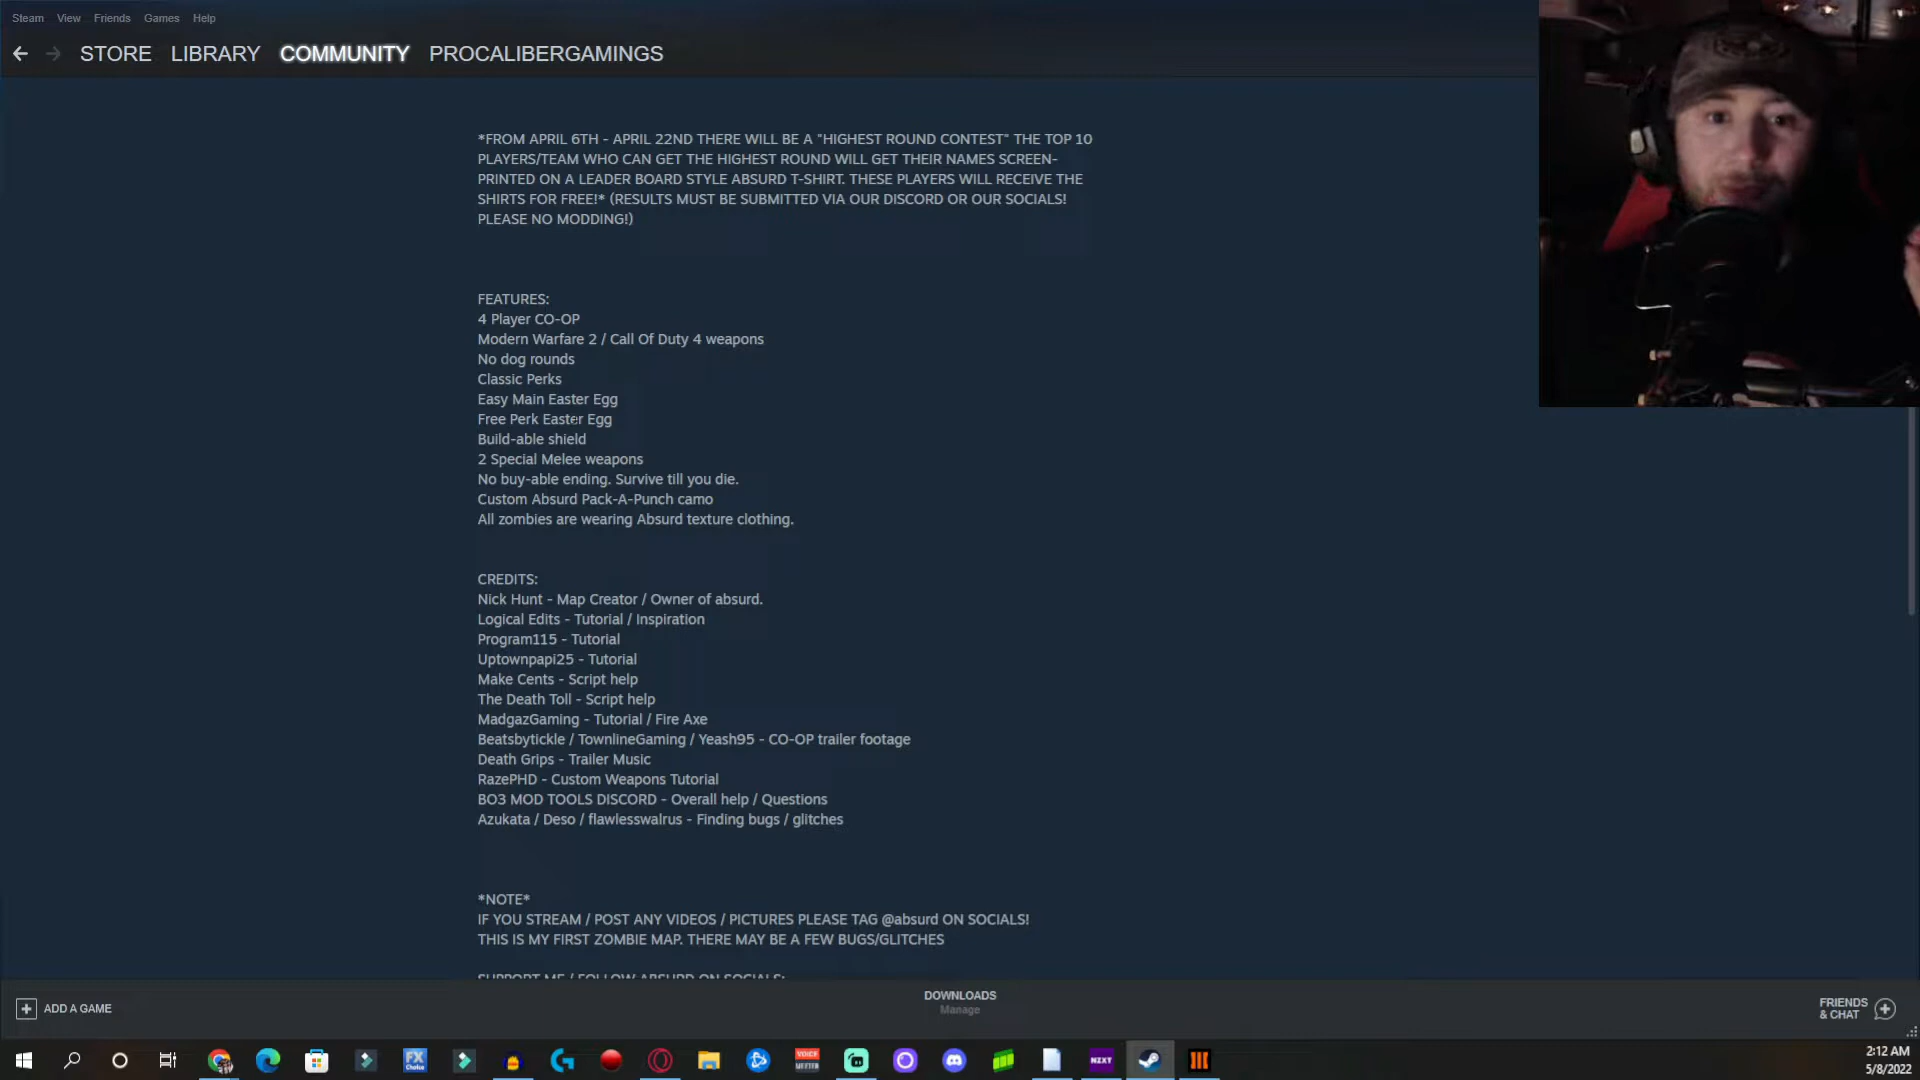 Steam View Friends Games Help
STORE LIBRARY COMMUNITY PROCALIBERGAMINGS
*FROM APRIL 6TH - APRIL 22ND THERE WILL BE A "HIGHEST ROUND CONTEST" THE TOP 10
PLAYERS/TEAM WHO CAN GET THE HIGHEST ROUND WILL GET THEIR NAMES SCREEN-
PRINTED ON A LEADER BOARD STYLE ABSURD T-SHIRT. THESE PLAYERS WILL RECEIVE THE
SHIRTS FOR FREE!* (RESULTS MUST BE SUBMITTED VIA OUR DISCORD OR OUR SOCIALS!
PLEASE NO MODDING!)
FEATURES:
4 Player CO-OP
Modern Warfare 2 / Call Of Duty 4 weapons
No dog rounds
Classic Perks
Easy Main Easter Egg
Free Perk Easter Egg
Build-able shield
2 Special Melee weapons
No buy-able ending. Survive till you die.
Custom Absurd Pack-A-Punch camo
All zombies are wearing Absurd texture clothing.
CREDITS:
Nick Hunt - Map Creator / Owner of absurd.
Logical Edits - Tutorial / Inspiration
Program115 - Tutorial
Uptownpapi25 - Tutorial
Make Cents - Script help
The Death Toll - Script help
MadgazGaming - Tutorial / Fire Axe
Beatsbytickle / TownlineGaming / Yeash95 - CO-OP trailer footage
Death Grips - Trailer Music
RazePHD - Custom Weapons Tutorial
BO3 MOD TOOLS DISCORD - Overall help / Questions
Azukata / Deso / flawlesswalrus - Finding bugs / glitches
*NOTE*
IF YOU STREAM / POST ANY VIDEOS / PICTURES PLEASE TAG @absurd ON SOCIALS!
THIS IS MY FIRST ZOMBIE MAP. THERE MAY BE A FEW BUGS/GLITCHES
SUPPORT ME / FOLLOW ABSURD ON SOCIALS:
ADD A GAME
DOWNLOADS
Manage
FRIENDS
& CHAT
FX
Choice
VOICE
MEETER
NZXT
2:12 AM
5/8/2022